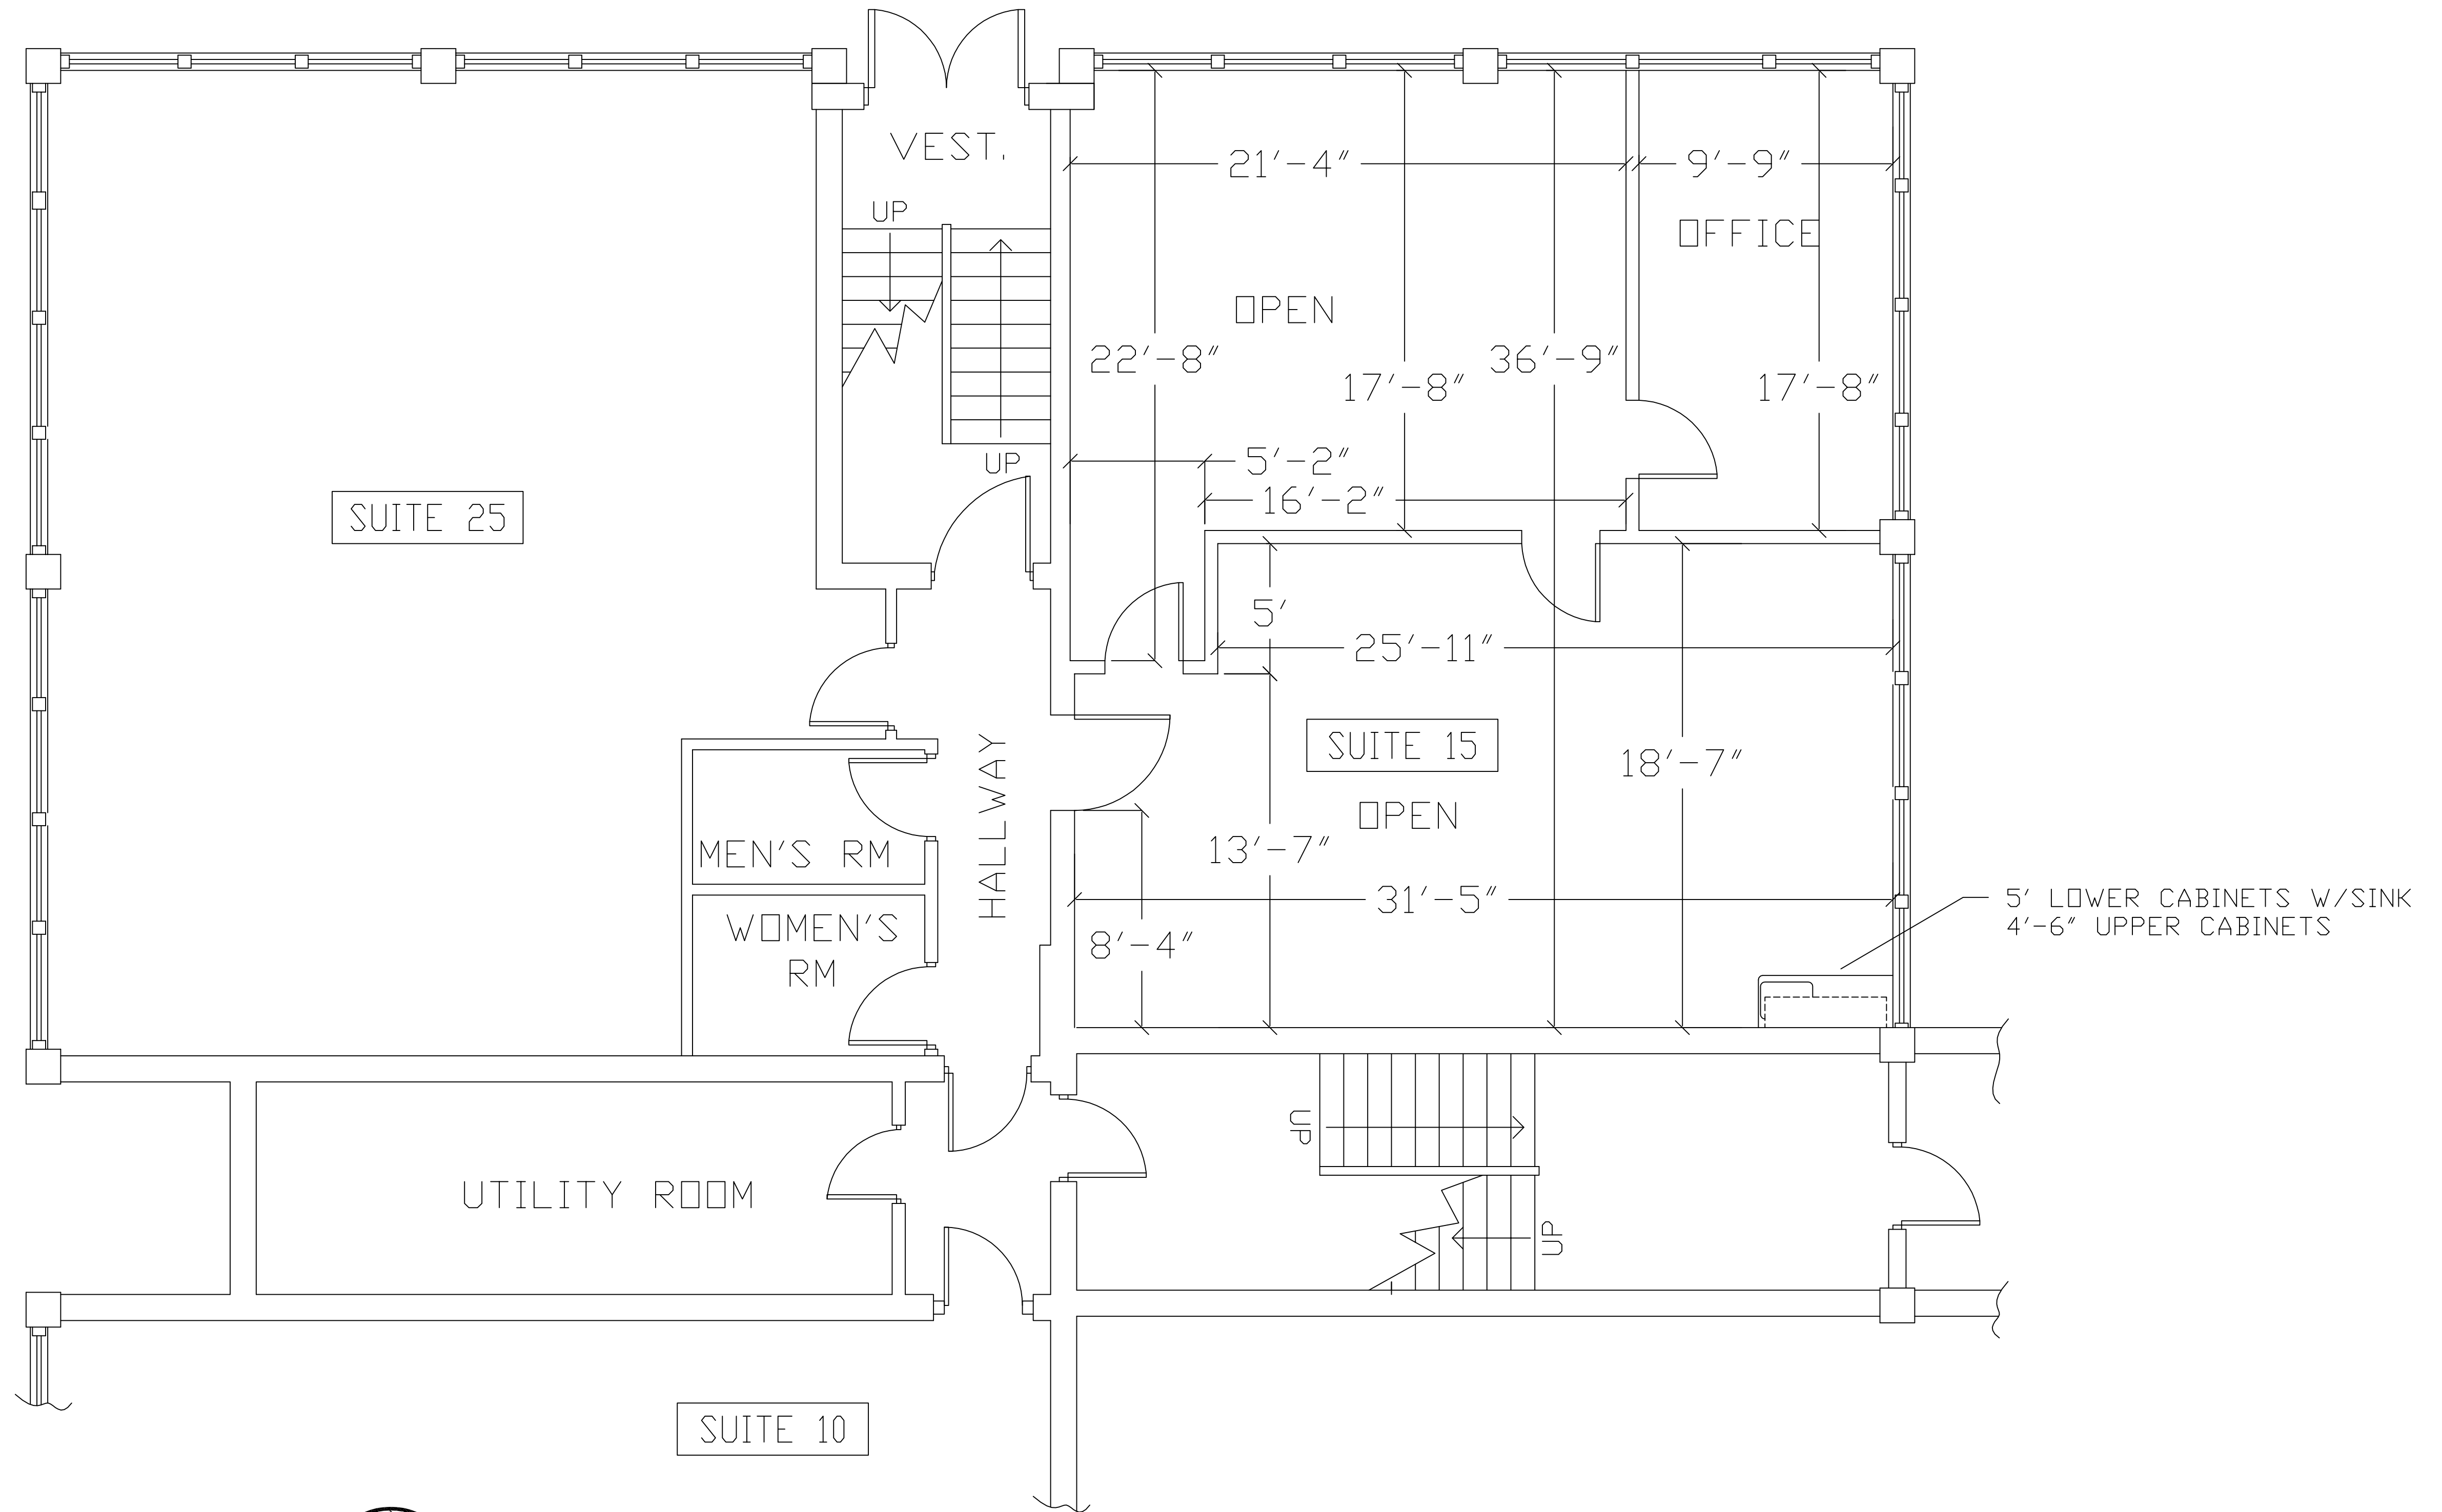 VEST.
21'-4"
9'-9"
UP
OFFICE
OPEN
22'-8"
17'-8"
36'-9"
17'-8"
5'-2"
UP
16'-2"
SUITE 25
5'
25'-11"
SUITE 15
18'-7"
HALLWAY
OPEN
MEN'S RM
13'-7"
31'-5"
5' LOWER CABINETS W/SINK
4'-6" UPPER CABINETS
WOMEN'S
RM
8'-4"
UP
UTILITY ROOM
UP
SUITE 10